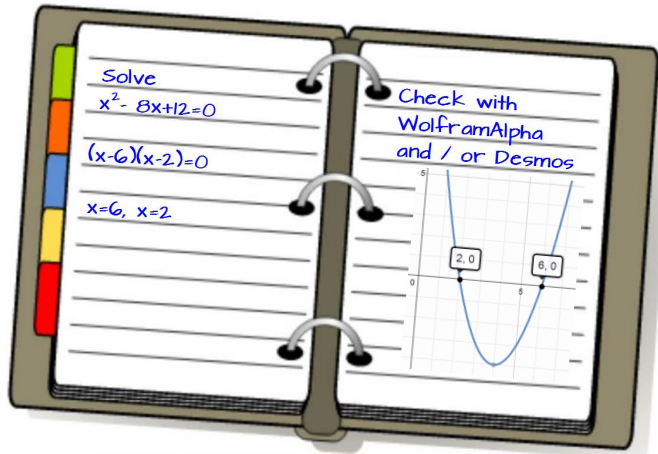 Solve
x²- 8x+12=0
(x-6)(x-2)=0
x=6, x=2
Check with
WolframAlpha
and / or Desmos
5
2, 0
6, 0
0
5